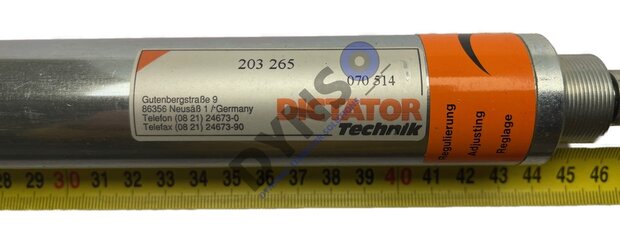 203 265
070 514
Gutenbergstraße 9
86356 Neusäß 1 / Germany
Telefon (08 21) 24673-0
Telefax (08 21) 24673-90
DICTATOR
Technik
Regulierung
Adjusting
Reglage
DYNSO
28 29 30 31 32 33 34 35 36 37 38 39 40 41 42 43 44 45 46